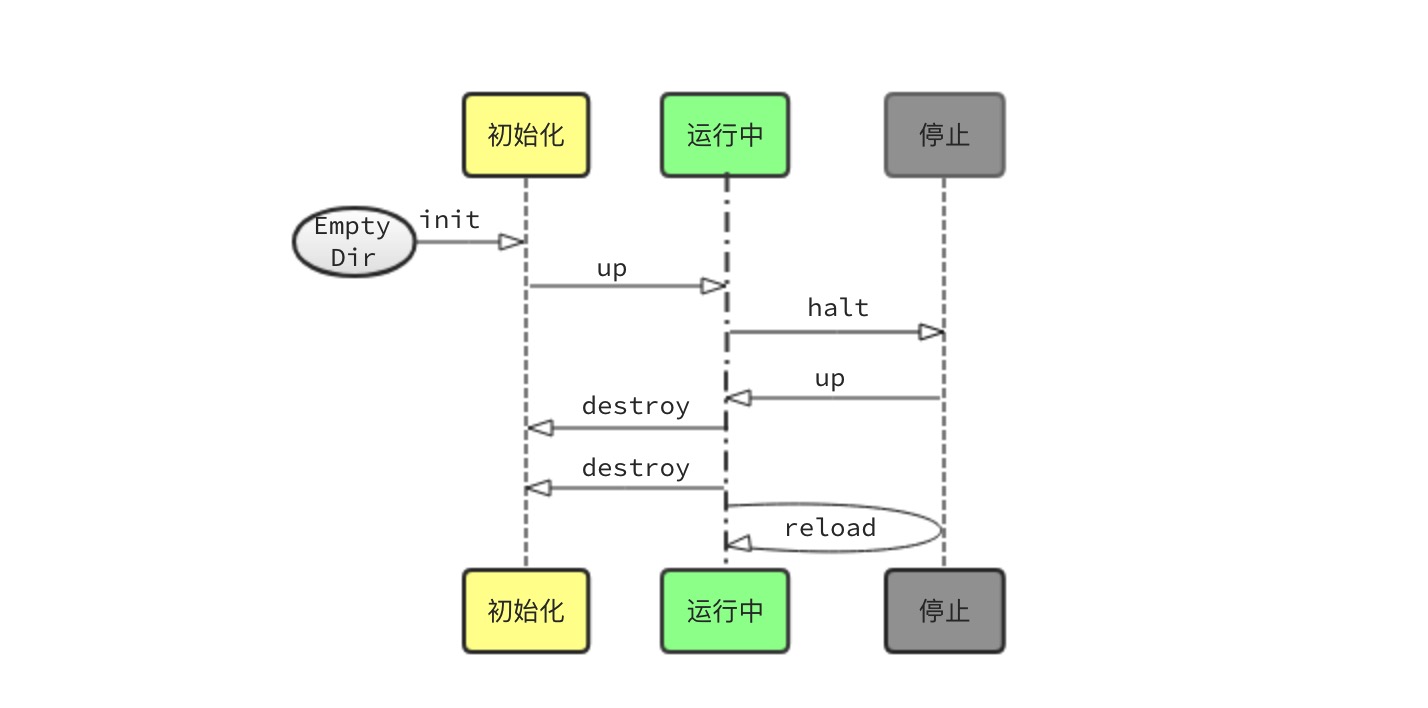 初始化
运行中
停止
Empty
Dir
init
up
halt
up
destroy
destroy
reload
初始化
运行中
停止